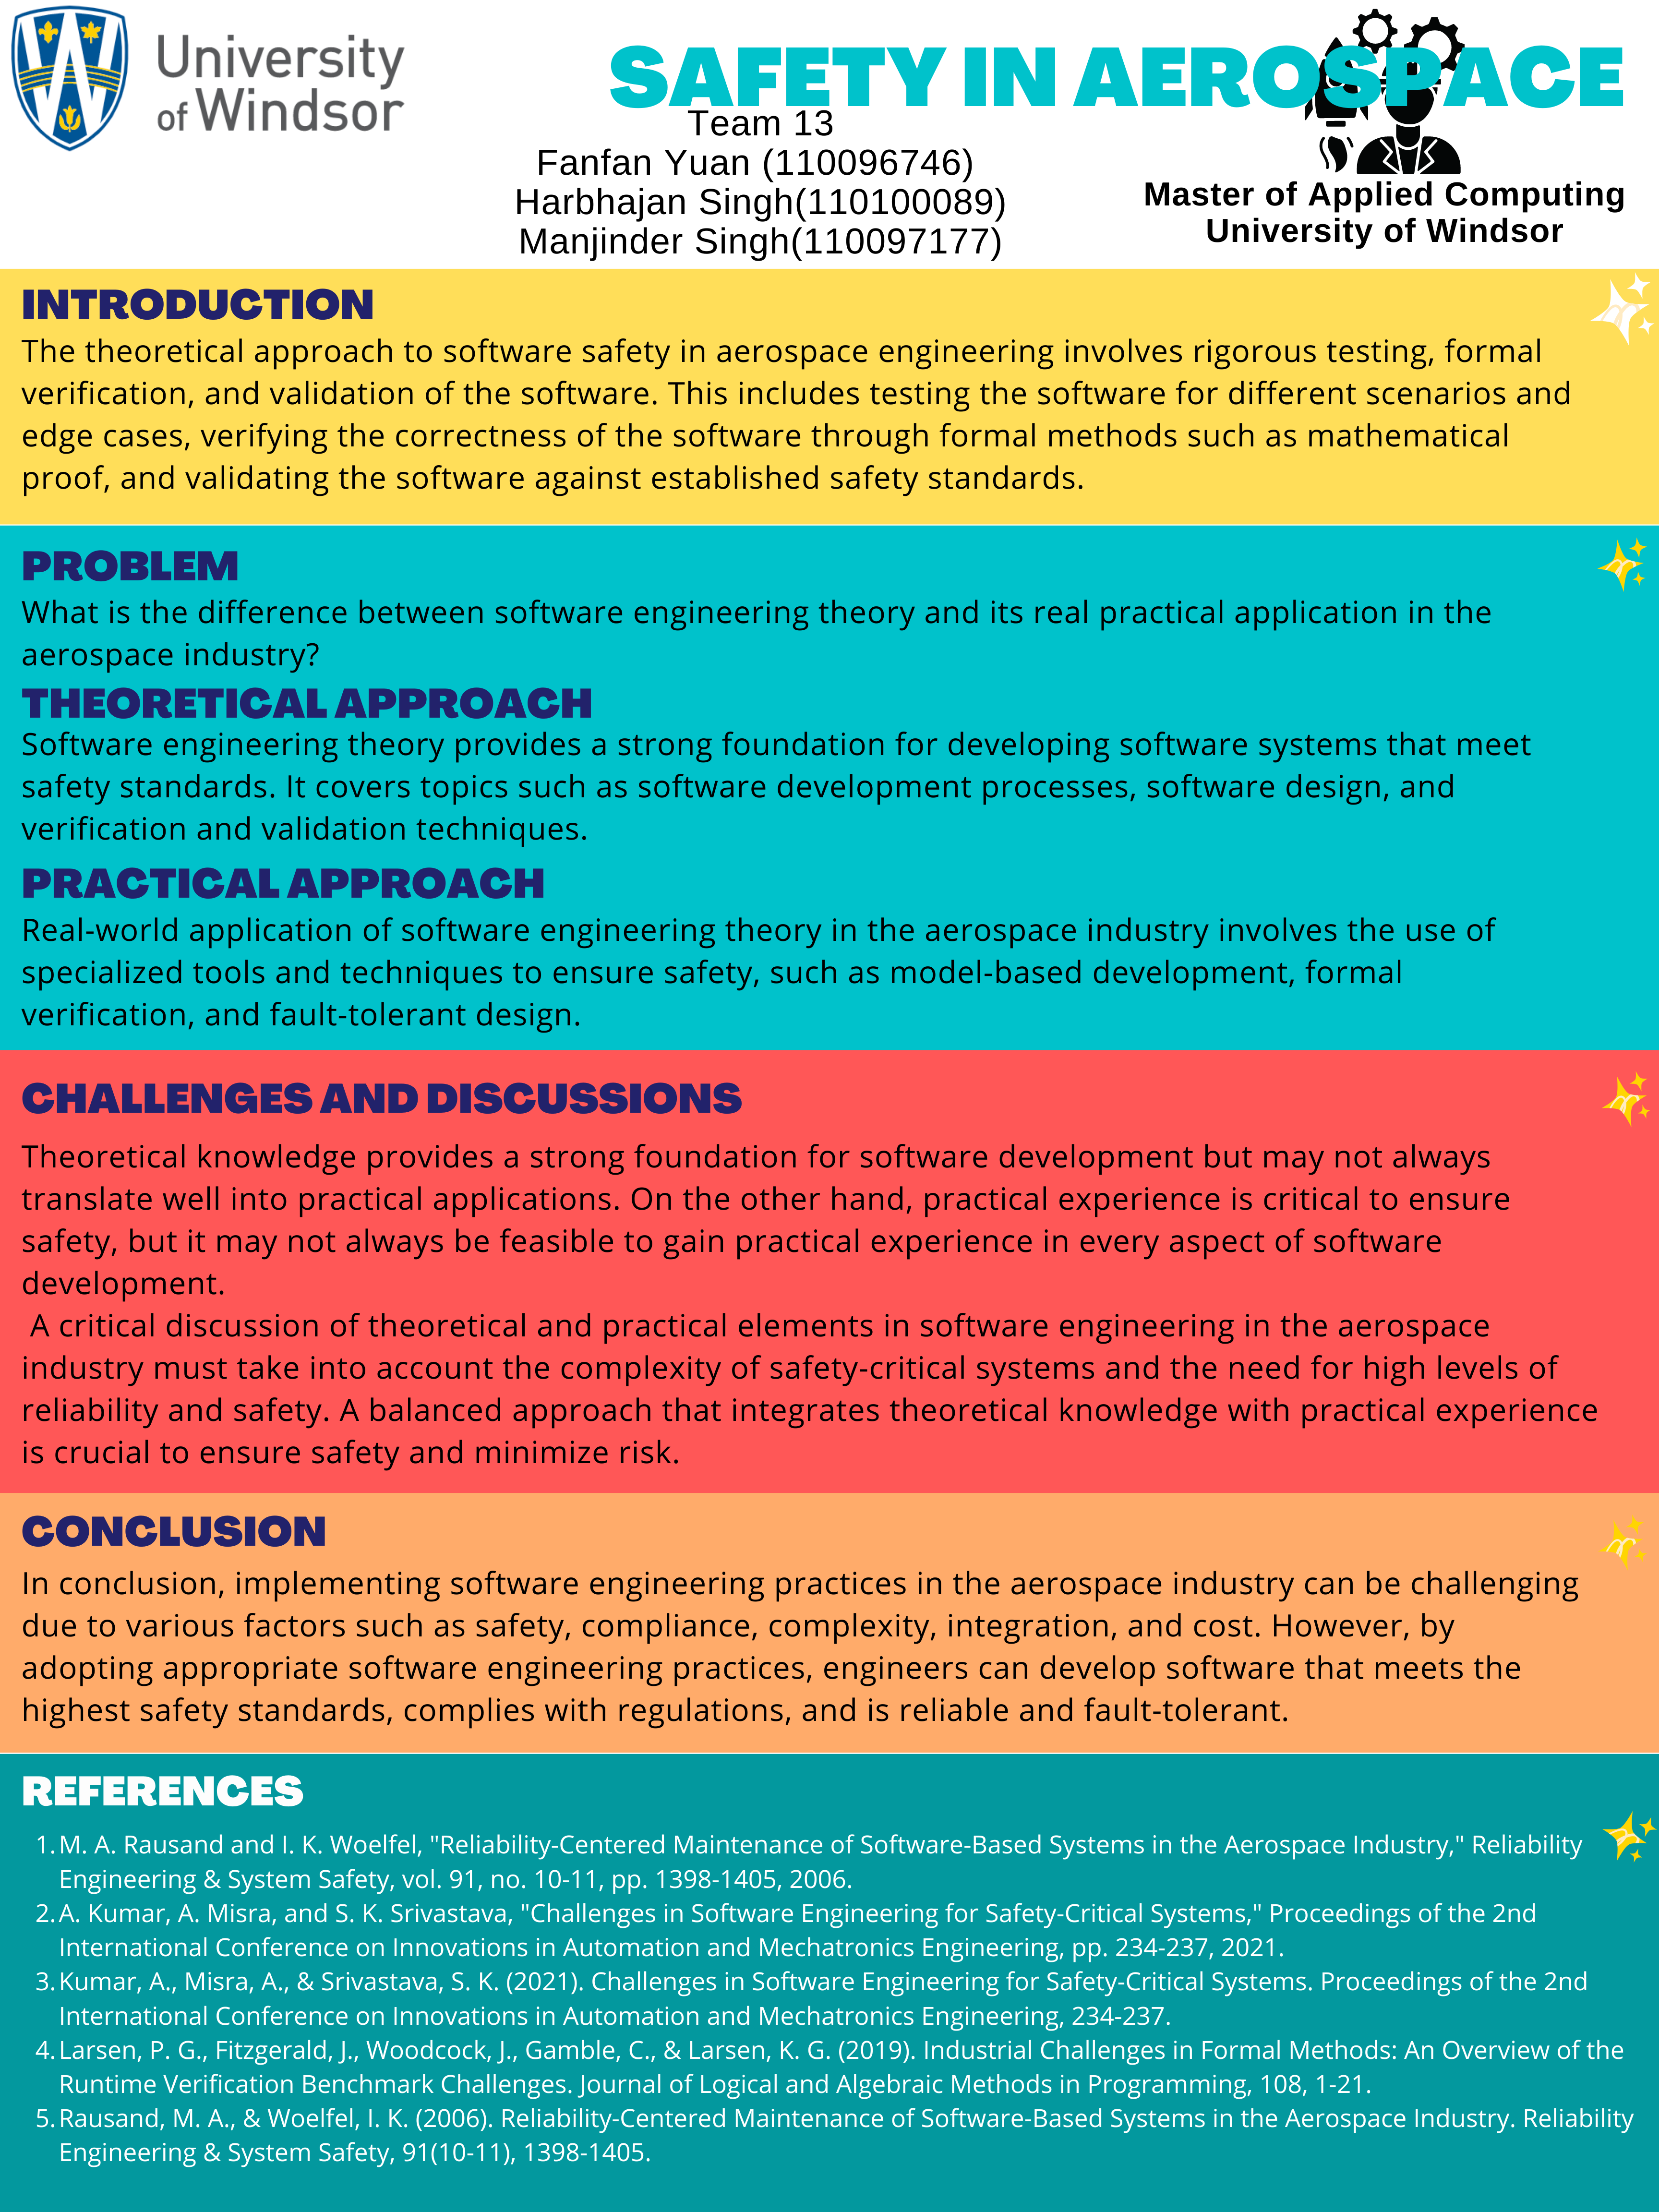 University
of Windsor
SAFETY IN AEROSPACE
Team 13
Fanfan Yuan (110096746)
Harbhajan Singh(110100089)
Manjinder Singh(110097177)
Master of Applied Computing
University of Windsor
INTRODUCTION
The theoretical approach to software safety in aerospace engineering involves rigorous testing, formal
verification, and validation of the software. This includes testing the software for different scenarios and
edge cases, verifying the correctness of the software through formal methods such as mathematical
proof, and validating the software against established safety standards.
PROBLEM
What is the difference between software engineering theory and its real practical application in the
aerospace industry?
THEORETICAL APPROACH
Software engineering theory provides a strong foundation for developing software systems that meet
safety standards. It covers topics such as software development processes, software design, and
verification and validation techniques.
PRACTICAL APPROACH
Real-world application of software engineering theory in the aerospace industry involves the use of
specialized tools and techniques to ensure safety, such as model-based development, formal
verification, and fault-tolerant design.
CHALLENGES AND DISCUSSIONS
Theoretical knowledge provides a strong foundation for software development but may not always
translate well into practical applications. On the other hand, practical experience is critical to ensure
safety, but it may not always be feasible to gain practical experience in every aspect of software
development.
A critical discussion of theoretical and practical elements in software engineering in the aerospace
industry must take into account the complexity of safety-critical systems and the need for high levels of
reliability and safety. A balanced approach that integrates theoretical knowledge with practical experience
is crucial to ensure safety and minimize risk.
CONCLUSION
In conclusion, implementing software engineering practices in the aerospace industry can be challenging
due to various factors such as safety, compliance, complexity, integration, and cost. However, by
adopting appropriate software engineering practices, engineers can develop software that meets the
highest safety standards, complies with regulations, and is reliable and fault-tolerant.
REFERENCES
1. M. A. Rausand and I. K. Woelfel, "Reliability-Centered Maintenance of Software-Based Systems in the Aerospace Industry," Reliability
Engineering & System Safety, vol. 91, no. 10-11, pp. 1398-1405, 2006.
2. A. Kumar, A. Misra, and S. K. Srivastava, "Challenges in Software Engineering for Safety-Critical Systems," Proceedings of the 2nd
International Conference on Innovations in Automation and Mechatronics Engineering, pp. 234-237, 2021.
3. Kumar, A., Misra, A., & Srivastava, S. K. (2021). Challenges in Software Engineering for Safety-Critical Systems. Proceedings of the 2nd
International Conference on Innovations in Automation and Mechatronics Engineering, 234-237.
4. Larsen, P. G., Fitzgerald, J., Woodcock, J., Gamble, C., & Larsen, K. G. (2019). Industrial Challenges in Formal Methods: An Overview of the
Runtime Verification Benchmark Challenges. Journal of Logical and Algebraic Methods in Programming, 108, 1-21.
5. Rausand, M. A., & Woelfel, I. K. (2006). Reliability-Centered Maintenance of Software-Based Systems in the Aerospace Industry. Reliability
Engineering & System Safety, 91(10-11), 1398-1405.